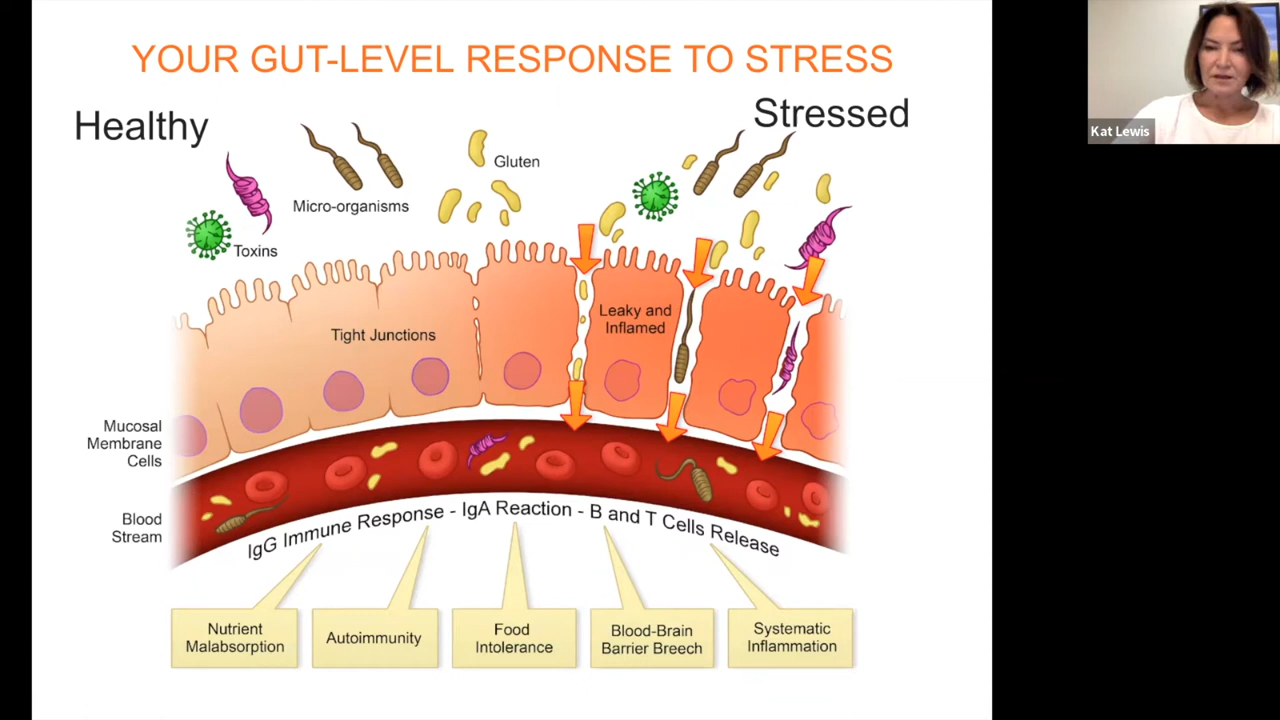 YOUR GUT-LEVEL RESPONSE TO STRESS
Healthy
Stressed
Kat Lewis
Gluten
Micro-organisms
Toxins
Leaky and
Inflamed
Tight Junctions
Mucosal
Membrane
Cells
Blood
Stream
IgG Immune Response - IgA Reaction - B and T Cells Release
Nutrient
Malabsorption
Autoimmunity
Food
Intolerance
Blood-Brain
Barrier Breech
Systematic
Inflammation